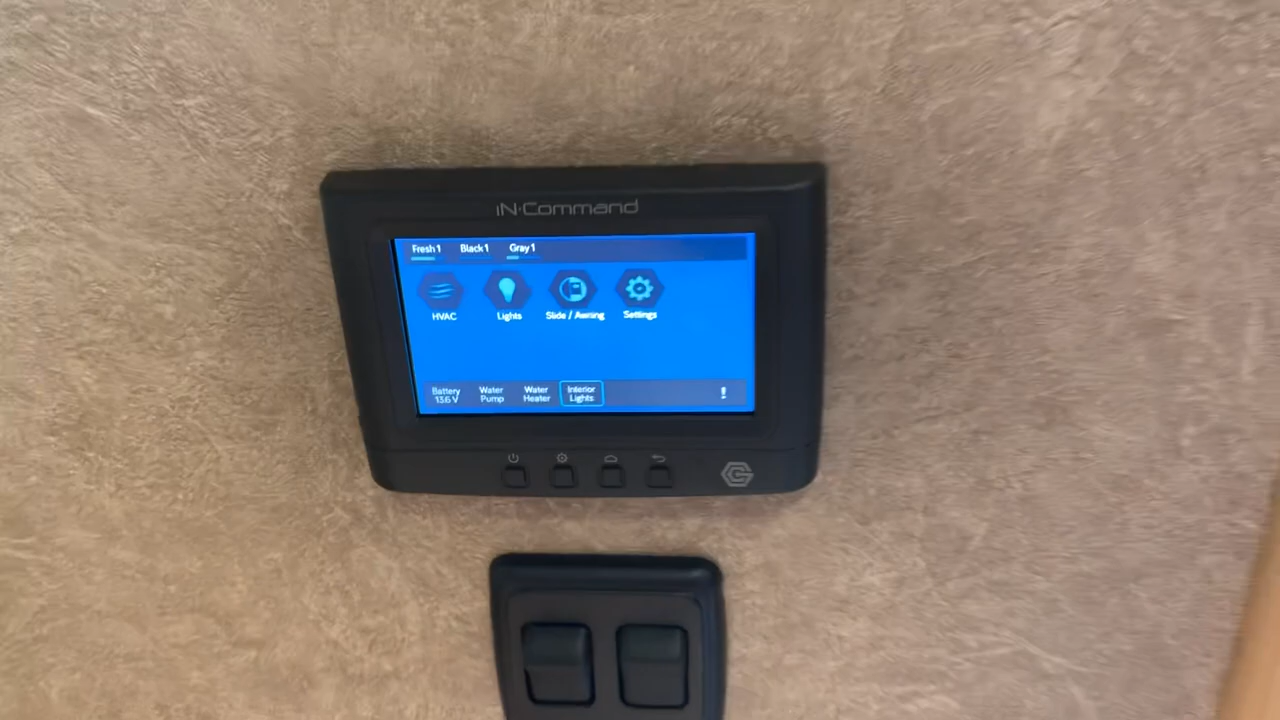 iN·Command
Fresh 1 Black 1 Gray 1
HVAC Lights Slide / Awning Settings
Battery Water Water Interior
13.6 V Pump Heater Lights